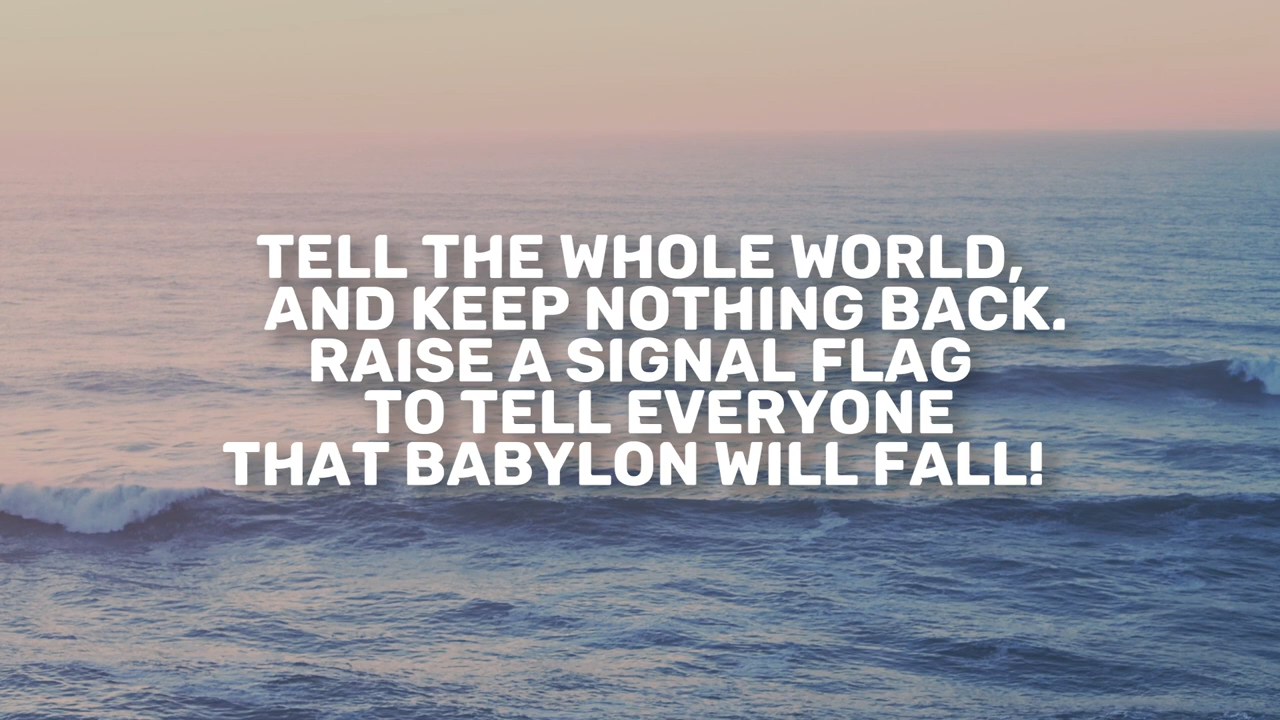 TELL THE WHOLE WORLD,
AND KEEP NOTHING BACK.
RAISE A SIGNAL FLAG
TO TELL EVERYONE
THAT BABYLON WILL FALL!